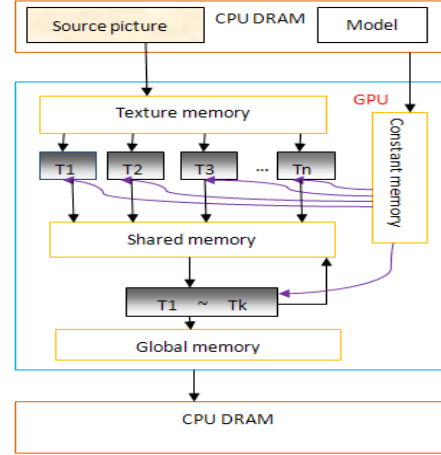 CPU DRAM
Source picture
Model
GPU
Texture memory
Constant memory
T1 T2 T3 ... Tn
Shared memory
T1 ~ Tk
Global memory
CPU DRAM